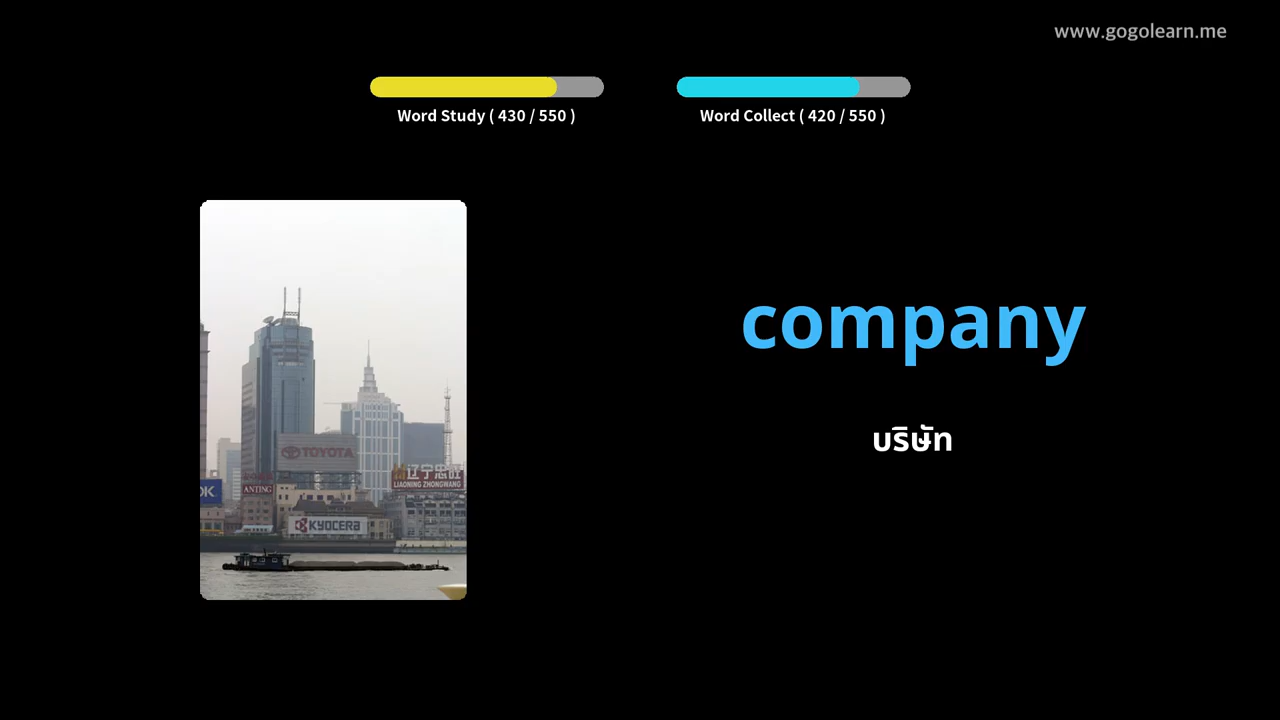 www.gogolearn.me
Word Study ( 430 / 550 )
Word Collect ( 420 / 550 )
company
บริษัท
TOYOTA
辽宁忠旺
LIAONING ZHONGWANG
OK
ANTING
KYOCERA